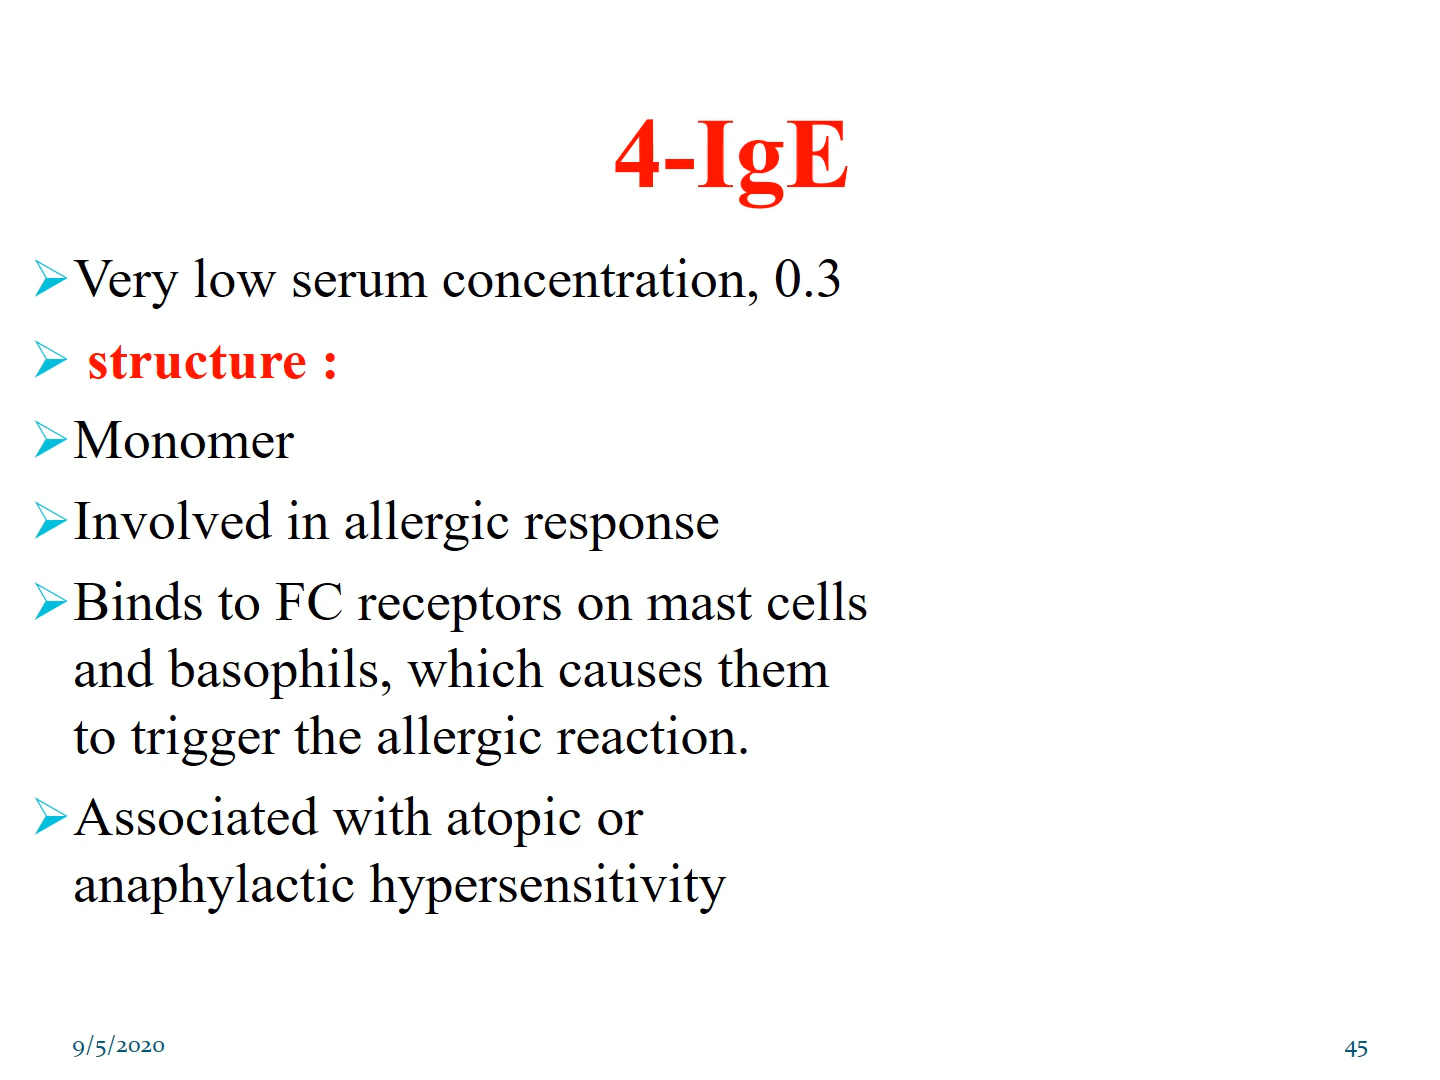 4-IgE
Very low serum concentration, 0.3
structure :
Monomer
Involved in allergic response
Binds to FC receptors on mast cells
and basophils, which causes them
to trigger the allergic reaction.
Associated with atopic or
anaphylactic hypersensitivity
9/5/2020
45